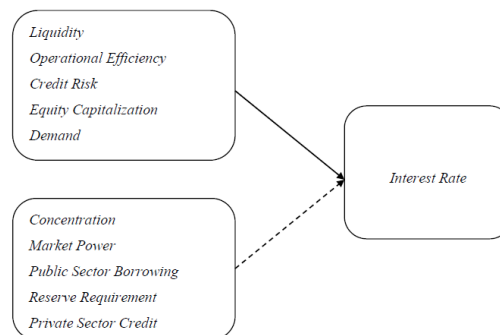 Liquidity
Operational Efficiency
Credit Risk
Equity Capitalization
Demand
Interest Rate
Concentration
Market Power
Public Sector Borrowing
Reserve Requirement
Private Sector Credit